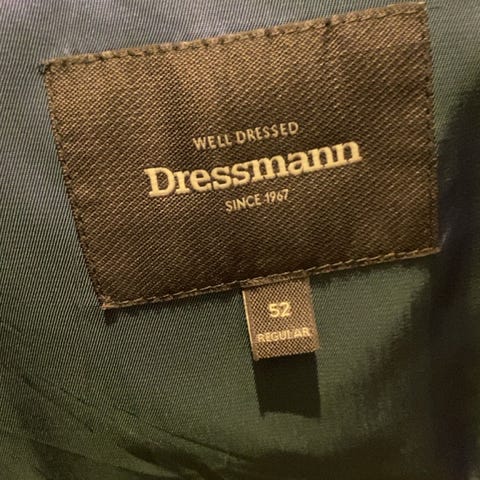 WELL DRESSED
Dressmann
SINCE 1967
52
REGULAR